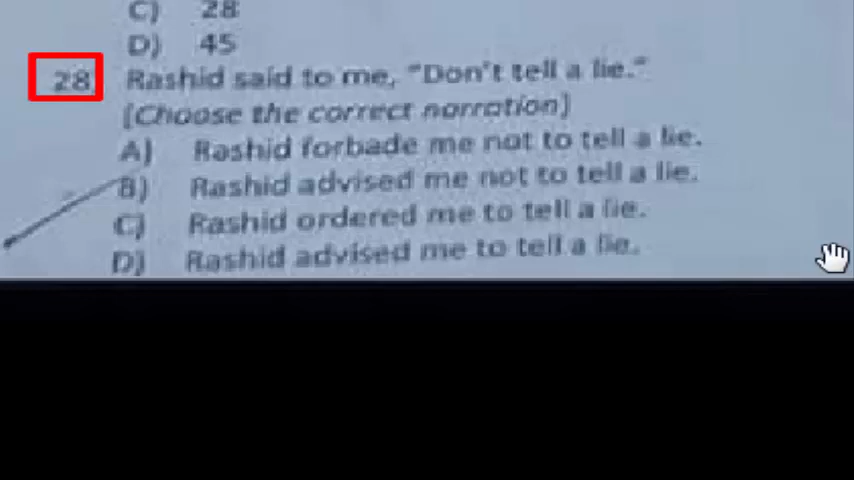 C) 28
D) 45
28 Rashid said to me, "Don't tell a lie."
(Choose the correct narration)
A) Rashid forbade me not to tell a lie.
B) Rashid advised me not to tell a lie.
C) Rashid ordered me to tell a lie.
D) Rashid advised me to tell a lie.